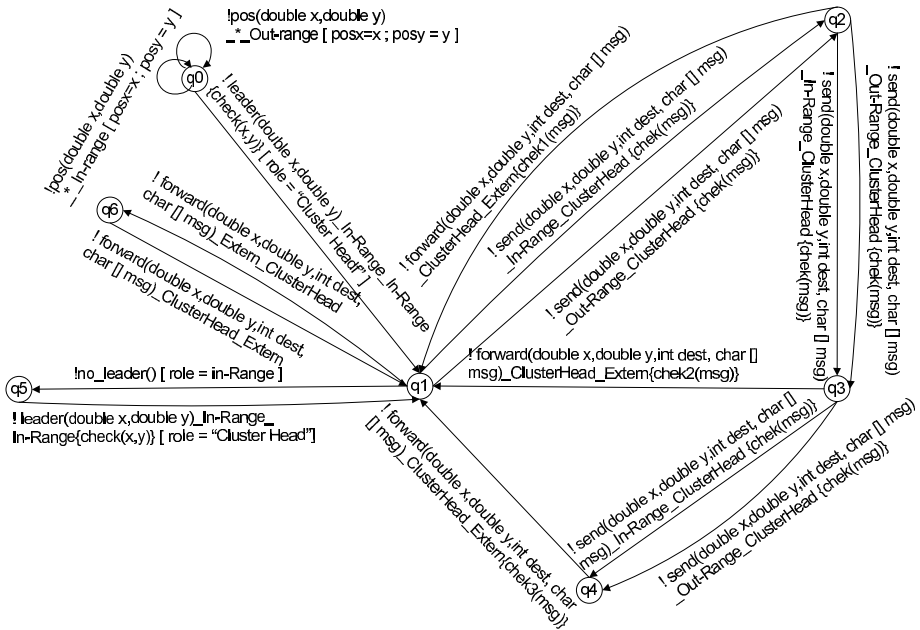 !pos(double x,double y)
_*_Out-range [ posx=x ; posy = y ]
q0
!pos(double x,double y)
_*_In-range [ posx=x ; posy = y ]
! leader(double x,double y)_In-Range_In-Range
{check(x,y)} [ role = “Cluster Head” ]
q2
! forward(double x,double y,int dest, char [] msg)
_ClusterHead_Extern{chek1(msg)}
! send(double x,double y,int dest, char [] msg)
_In-Range_ClusterHead {chek(msg)}
! send(double x,double y,int dest, char [] msg)
_Out-Range_ClusterHead {chek(msg)}
! send(double x,double y,int dest, char [] msg)
_In-Range_ClusterHead {chek(msg)}
! send(double x,double y,int dest, char [] msg)
_Out-Range_ClusterHead {chek(msg)}
q6
! forward(double x,double y,int dest,
char [] msg)_Extern_ClusterHead
! forward(double x,double y,int dest,
char [] msg)_ClusterHead_Extern
!no_leader() [ role = in-Range ]
q5
q1
! leader(double x,double y)_In-Range_
In-Range{check(x,y)} [ role = “Cluster Head”]
! forward(double x,double y,int dest, char []
msg)_ClusterHead_Extern{chek2(msg)}
q3
! forward(double x,double y,int dest, char
[] msg)_ClusterHead_Extern{chek3(msg)}
! send(double x,double y,int dest, char []
msg)_In-Range_ClusterHead {chek(msg)}
! send(double x,double y,int dest, char [] msg)
_Out-Range_ClusterHead {chek(msg)}
q4